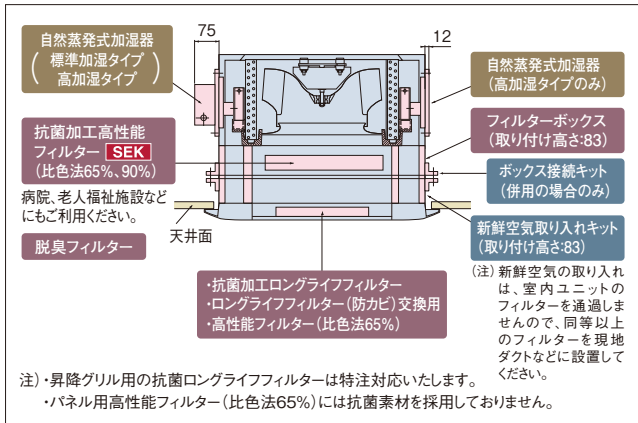 75
12
自然蒸発式加湿器
(標準加湿タイプ
高加湿タイプ)
自然蒸発式加湿器
(高加湿タイプのみ)
抗菌加工高性能
フィルター SEK
(比色法65%、90%)
病院、老人福祉施設など
にもご利用ください。
脱臭フィルター
天井面
フィルターボックス
(取り付け高さ:83)
ボックス接続キット
(併用の場合のみ)
新鮮空気取り入れキット
(取り付け高さ:83)
(注)新鮮空気の取り入れ
は、室内ユニットの
フィルターを通過しま
せんので、同等以上
のフィルターを現地
ダクトなどに設置して
ください。
・抗菌加工ロングライフフィルター
・ロングライフフィルター(防カビ)交換用
・高性能フィルター(比色法65%)
注)・昇降グリル用の抗菌ロングライフフィルターは特注対応いたします。
・パネル用高性能フィルター(比色法65%)には抗菌素材を採用しておりません。